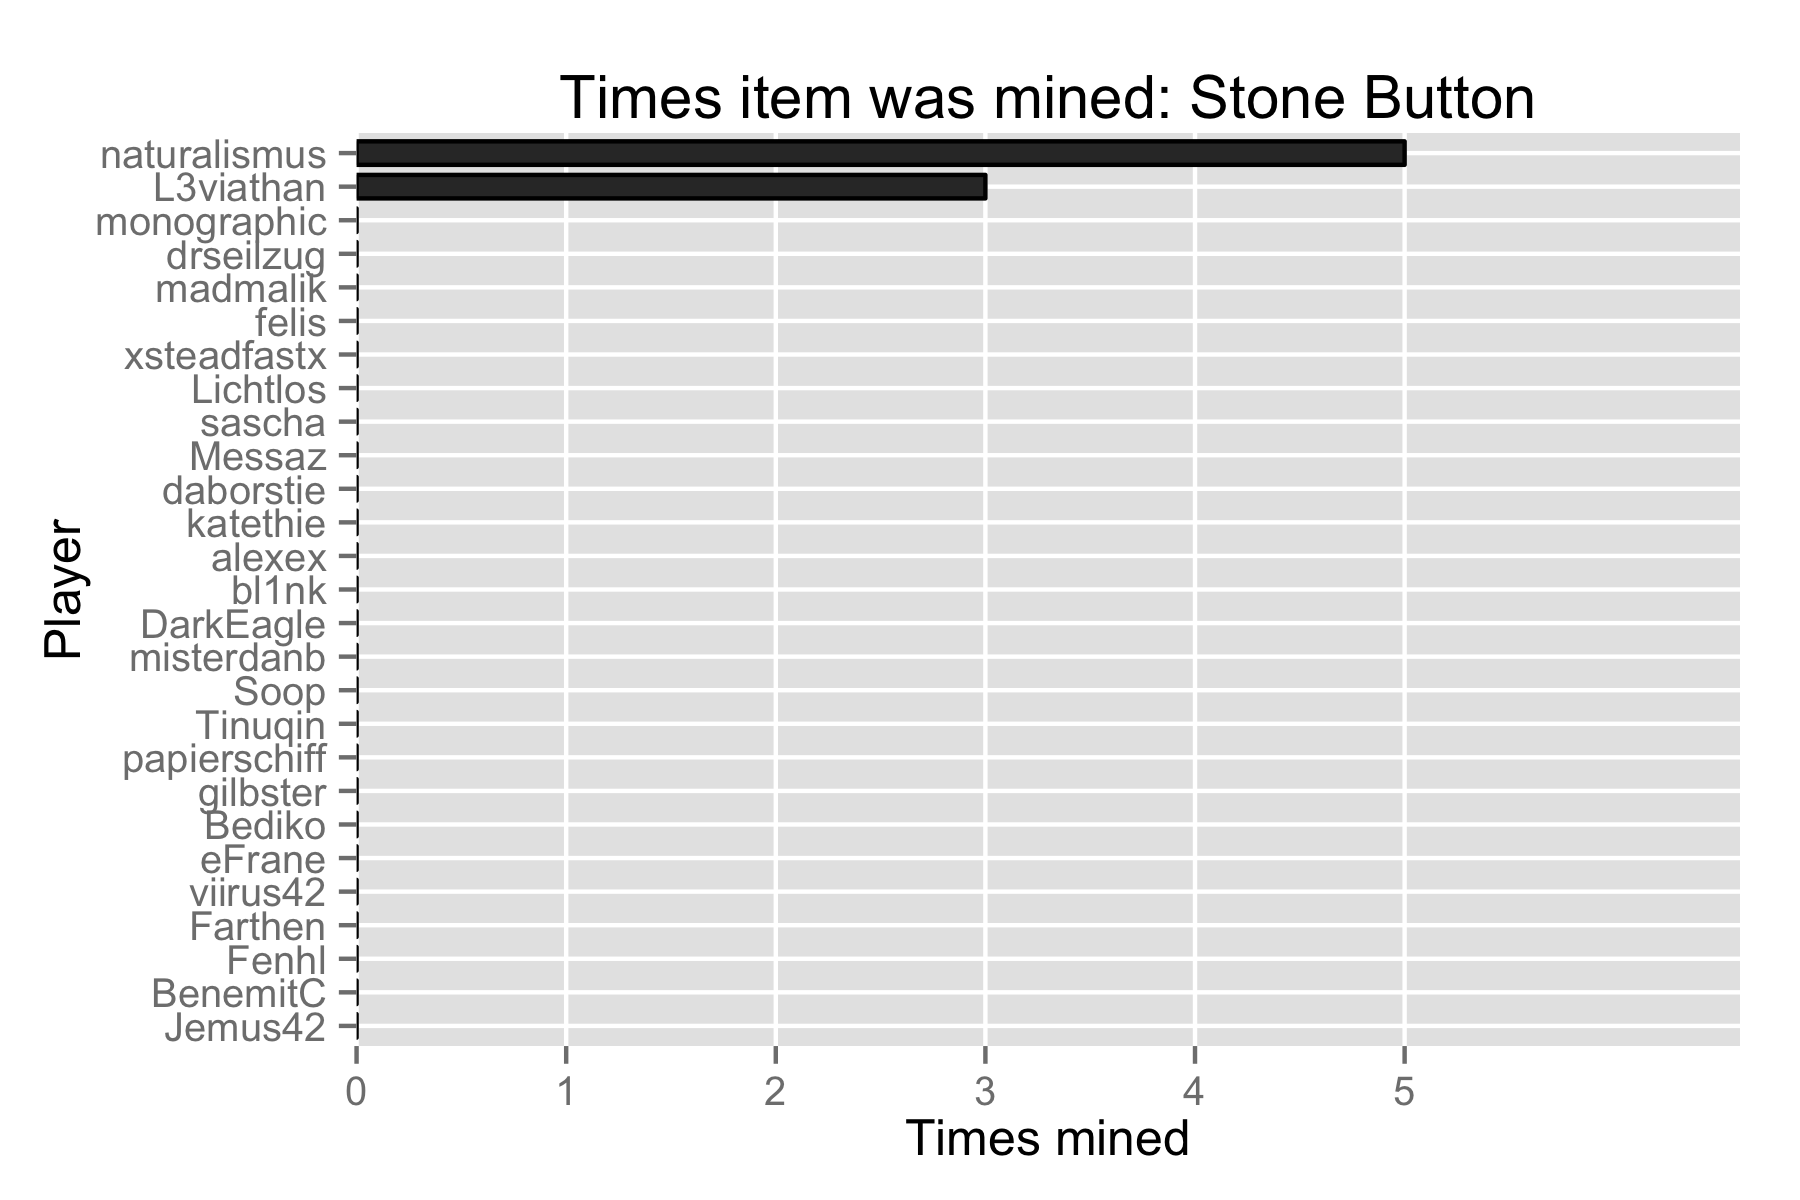 Times item was mined: Stone Button
naturalismus
L3viathan
monographic
drseilzug
madmalik
felis
xsteadfastx
Lichtlos
sascha
Messaz
daborstie
katethie
alexex
bl1nk
DarkEagle
misterdanb
Soop
Tinuqin
papierschiff
gilbster
Bediko
eFrane
viirus42
Farthen
Fenhl
BenemitC
Jemus42
Player
0 1 2 3 4 5
Times mined